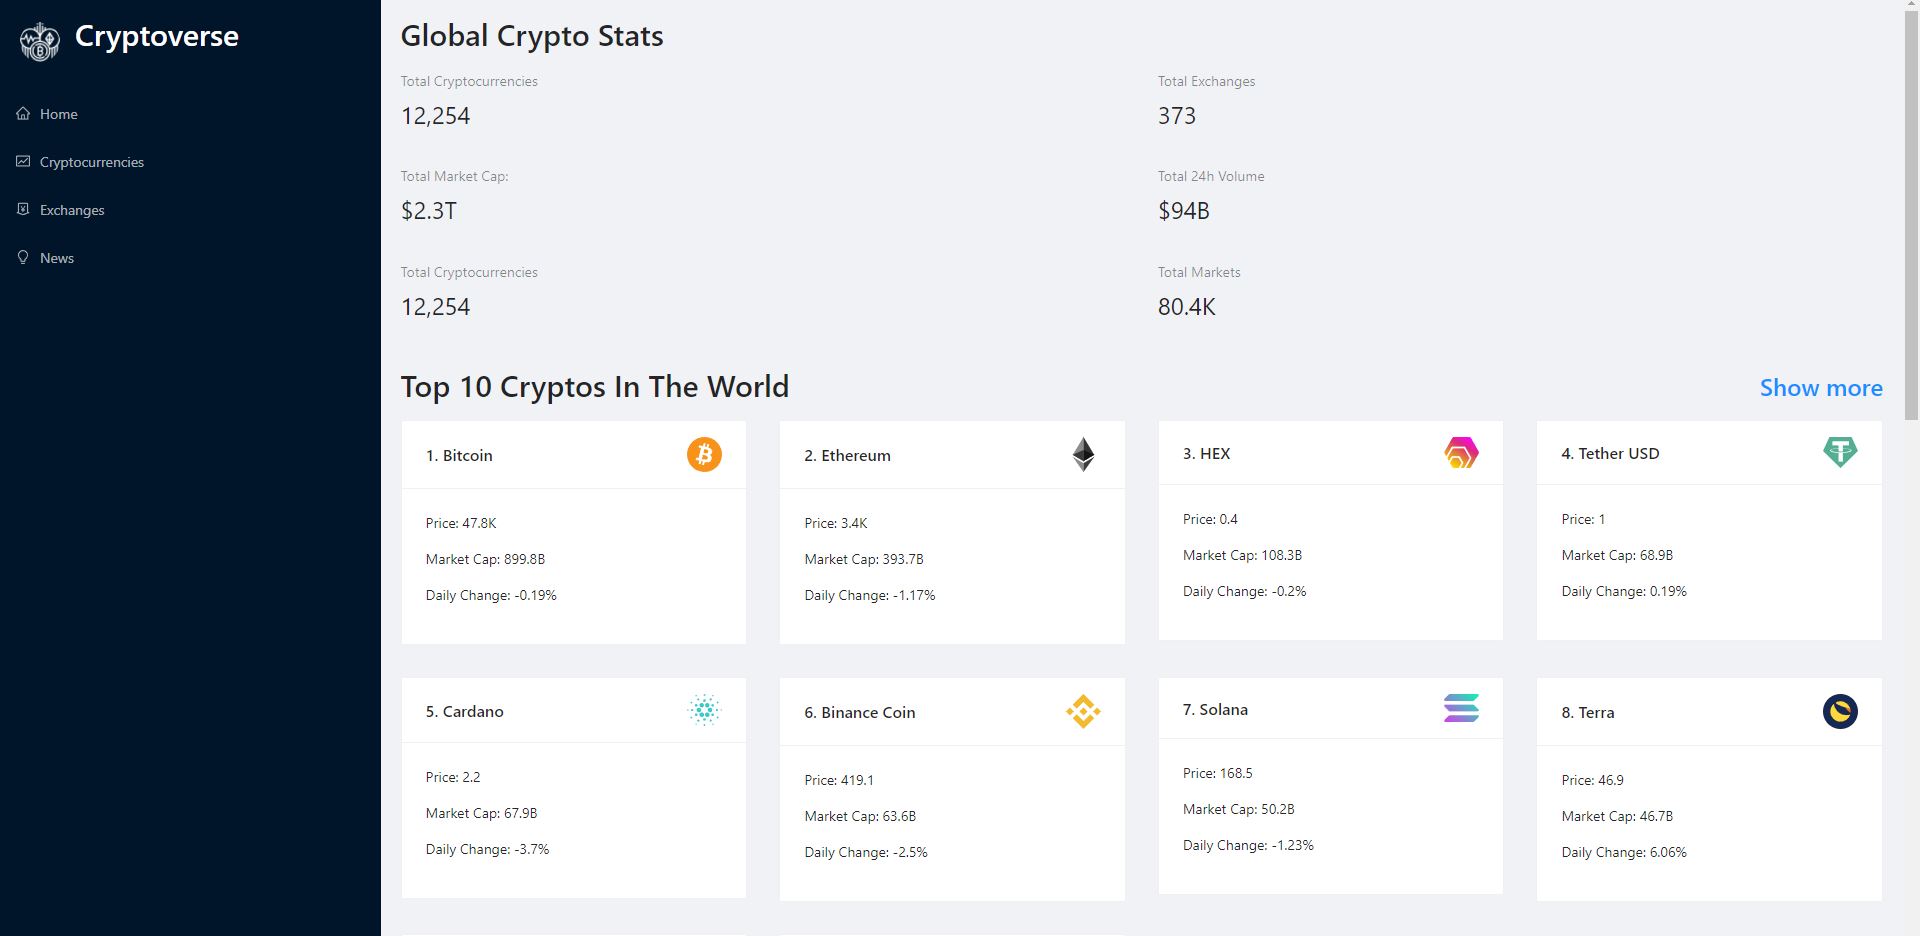 Cryptoverse
Home
Cryptocurrencies
Exchanges
News
Global Crypto Stats
Total Cryptocurrencies
12,254
Total Exchanges
373
Total Market Cap:
$2.3T
Total 24h Volume
$94B
Total Cryptocurrencies
12,254
Total Markets
80.4K
Top 10 Cryptos In The World
Show more
1. Bitcoin
Price: 47.8K
Market Cap: 899.8B
Daily Change: -0.19%
2. Ethereum
Price: 3.4K
Market Cap: 393.7B
Daily Change: -1.17%
3. HEX
Price: 0.4
Market Cap: 108.3B
Daily Change: -0.2%
4. Tether USD
Price: 1
Market Cap: 68.9B
Daily Change: 0.19%
5. Cardano
Price: 2.2
Market Cap: 67.9B
Daily Change: -3.7%
6. Binance Coin
Price: 419.1
Market Cap: 63.6B
Daily Change: -2.5%
7. Solana
Price: 168.5
Market Cap: 50.2B
Daily Change: -1.23%
8. Terra
Price: 46.9
Market Cap: 46.7B
Daily Change: 6.06%